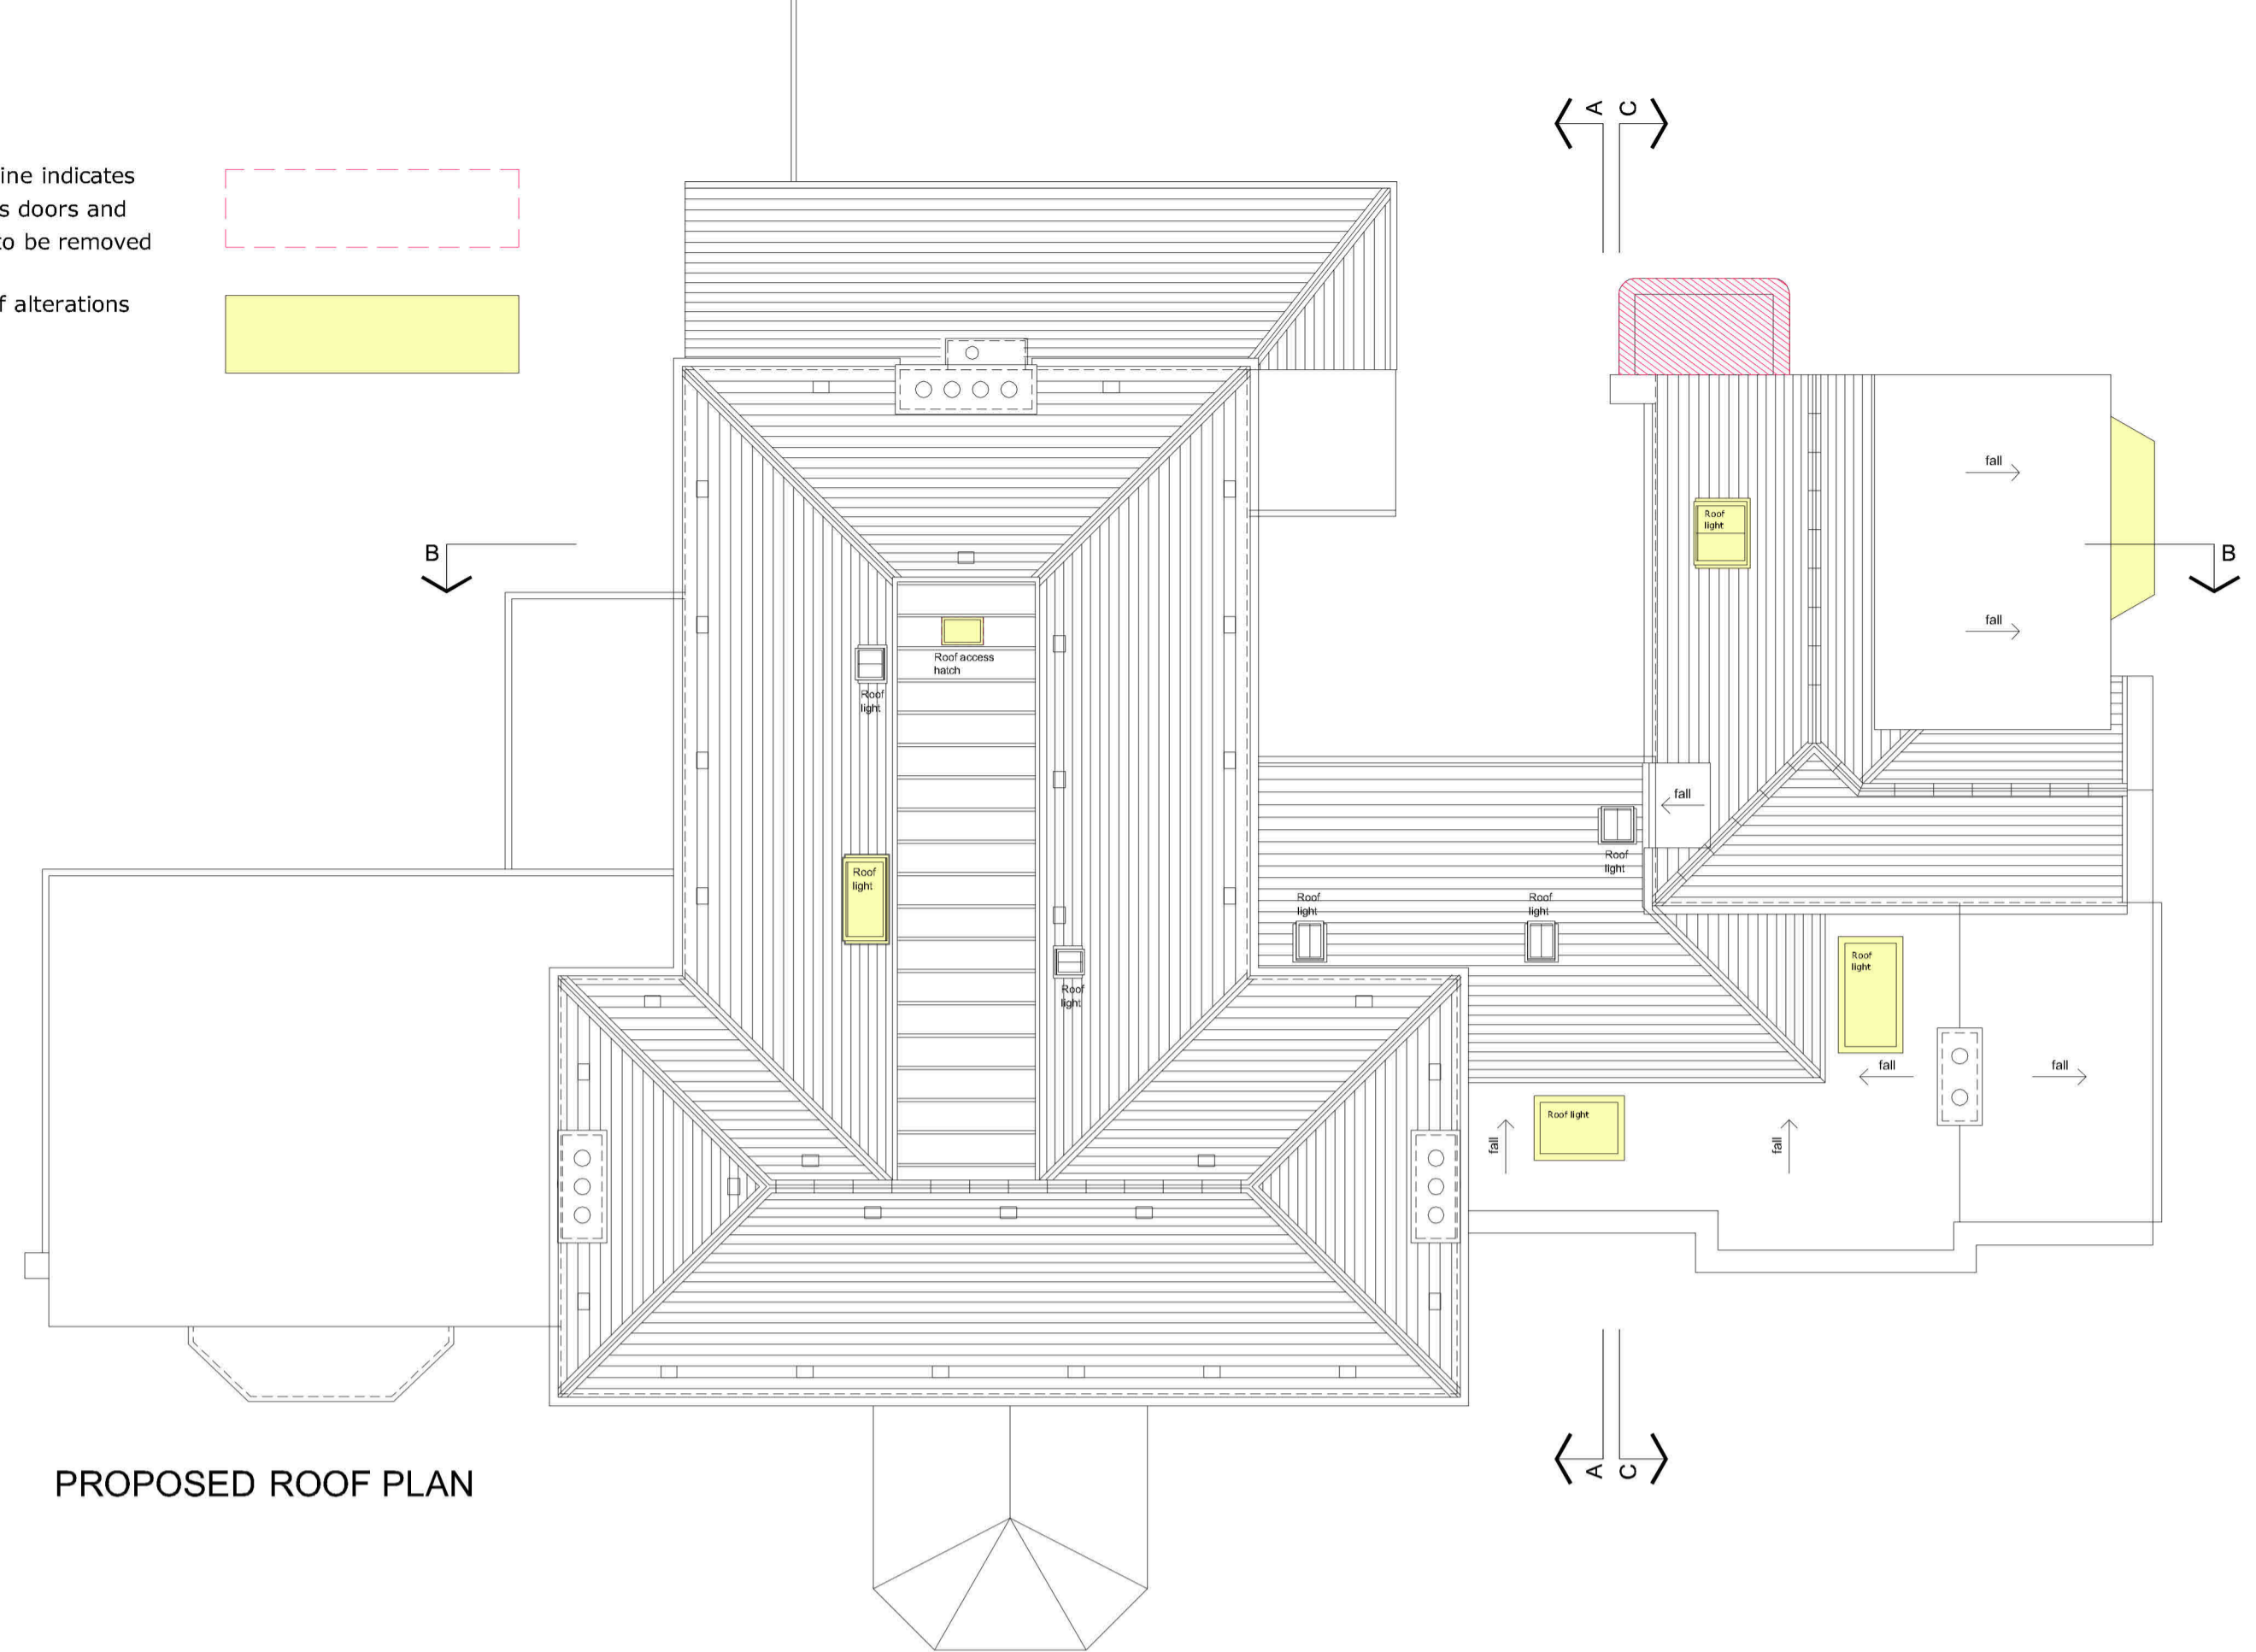 A
C
ine indicates
s doors and
to be removed
f alterations
fall
Roof
light
B
B
fall
Roof access
hatch
Roof
light
fall
Roof
light
Roof
light
Roof
light
Roof
light
Roof
light
Roof
light
fall
fall
Roof light
fall
fall
A
C
PROPOSED ROOF PLAN